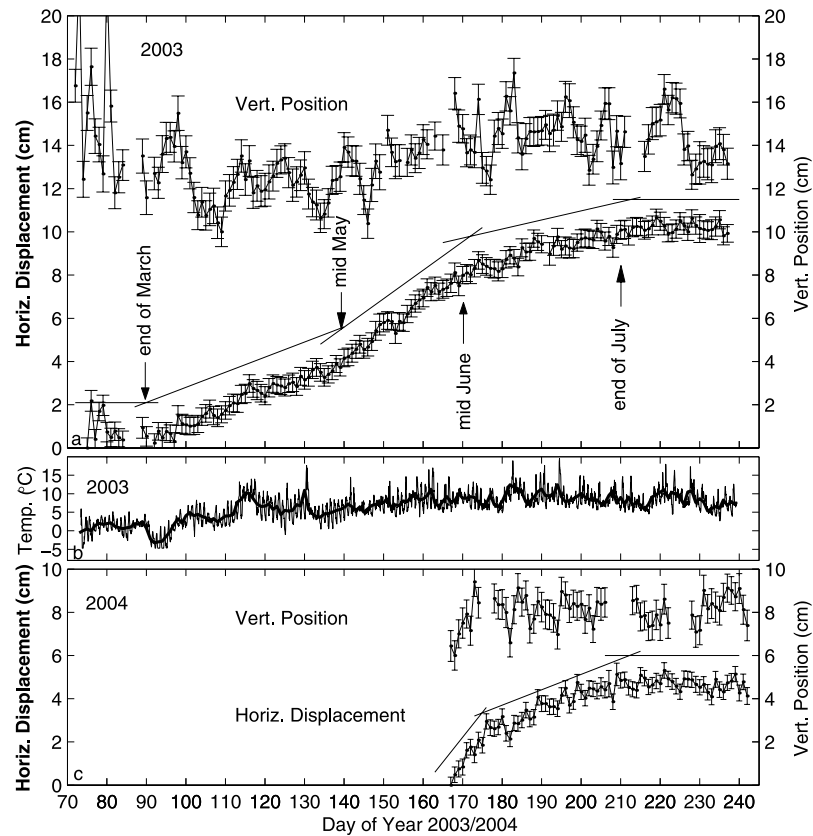 20
18
16
14
12
10
8
6
4
2
0
Horiz. Displacement (cm)
20
18
16
14
12
10
8
6
4
2
0
Vert. Position (cm)
2003
Vert. Position
end of March
mid May
mid June
end of July
a
15
10
5
0
−5
Temp. (°C)
2003
b
10
8
6
4
2
0
Horiz. Displacement (cm)
10
8
6
4
2
0
Vert. Position (cm)
2004
Vert. Position
Horiz. Displacement
c
70 80 90 100 110 120 130 140 150 160 170 180 190 200 210 220 230 240
Day of Year 2003/2004